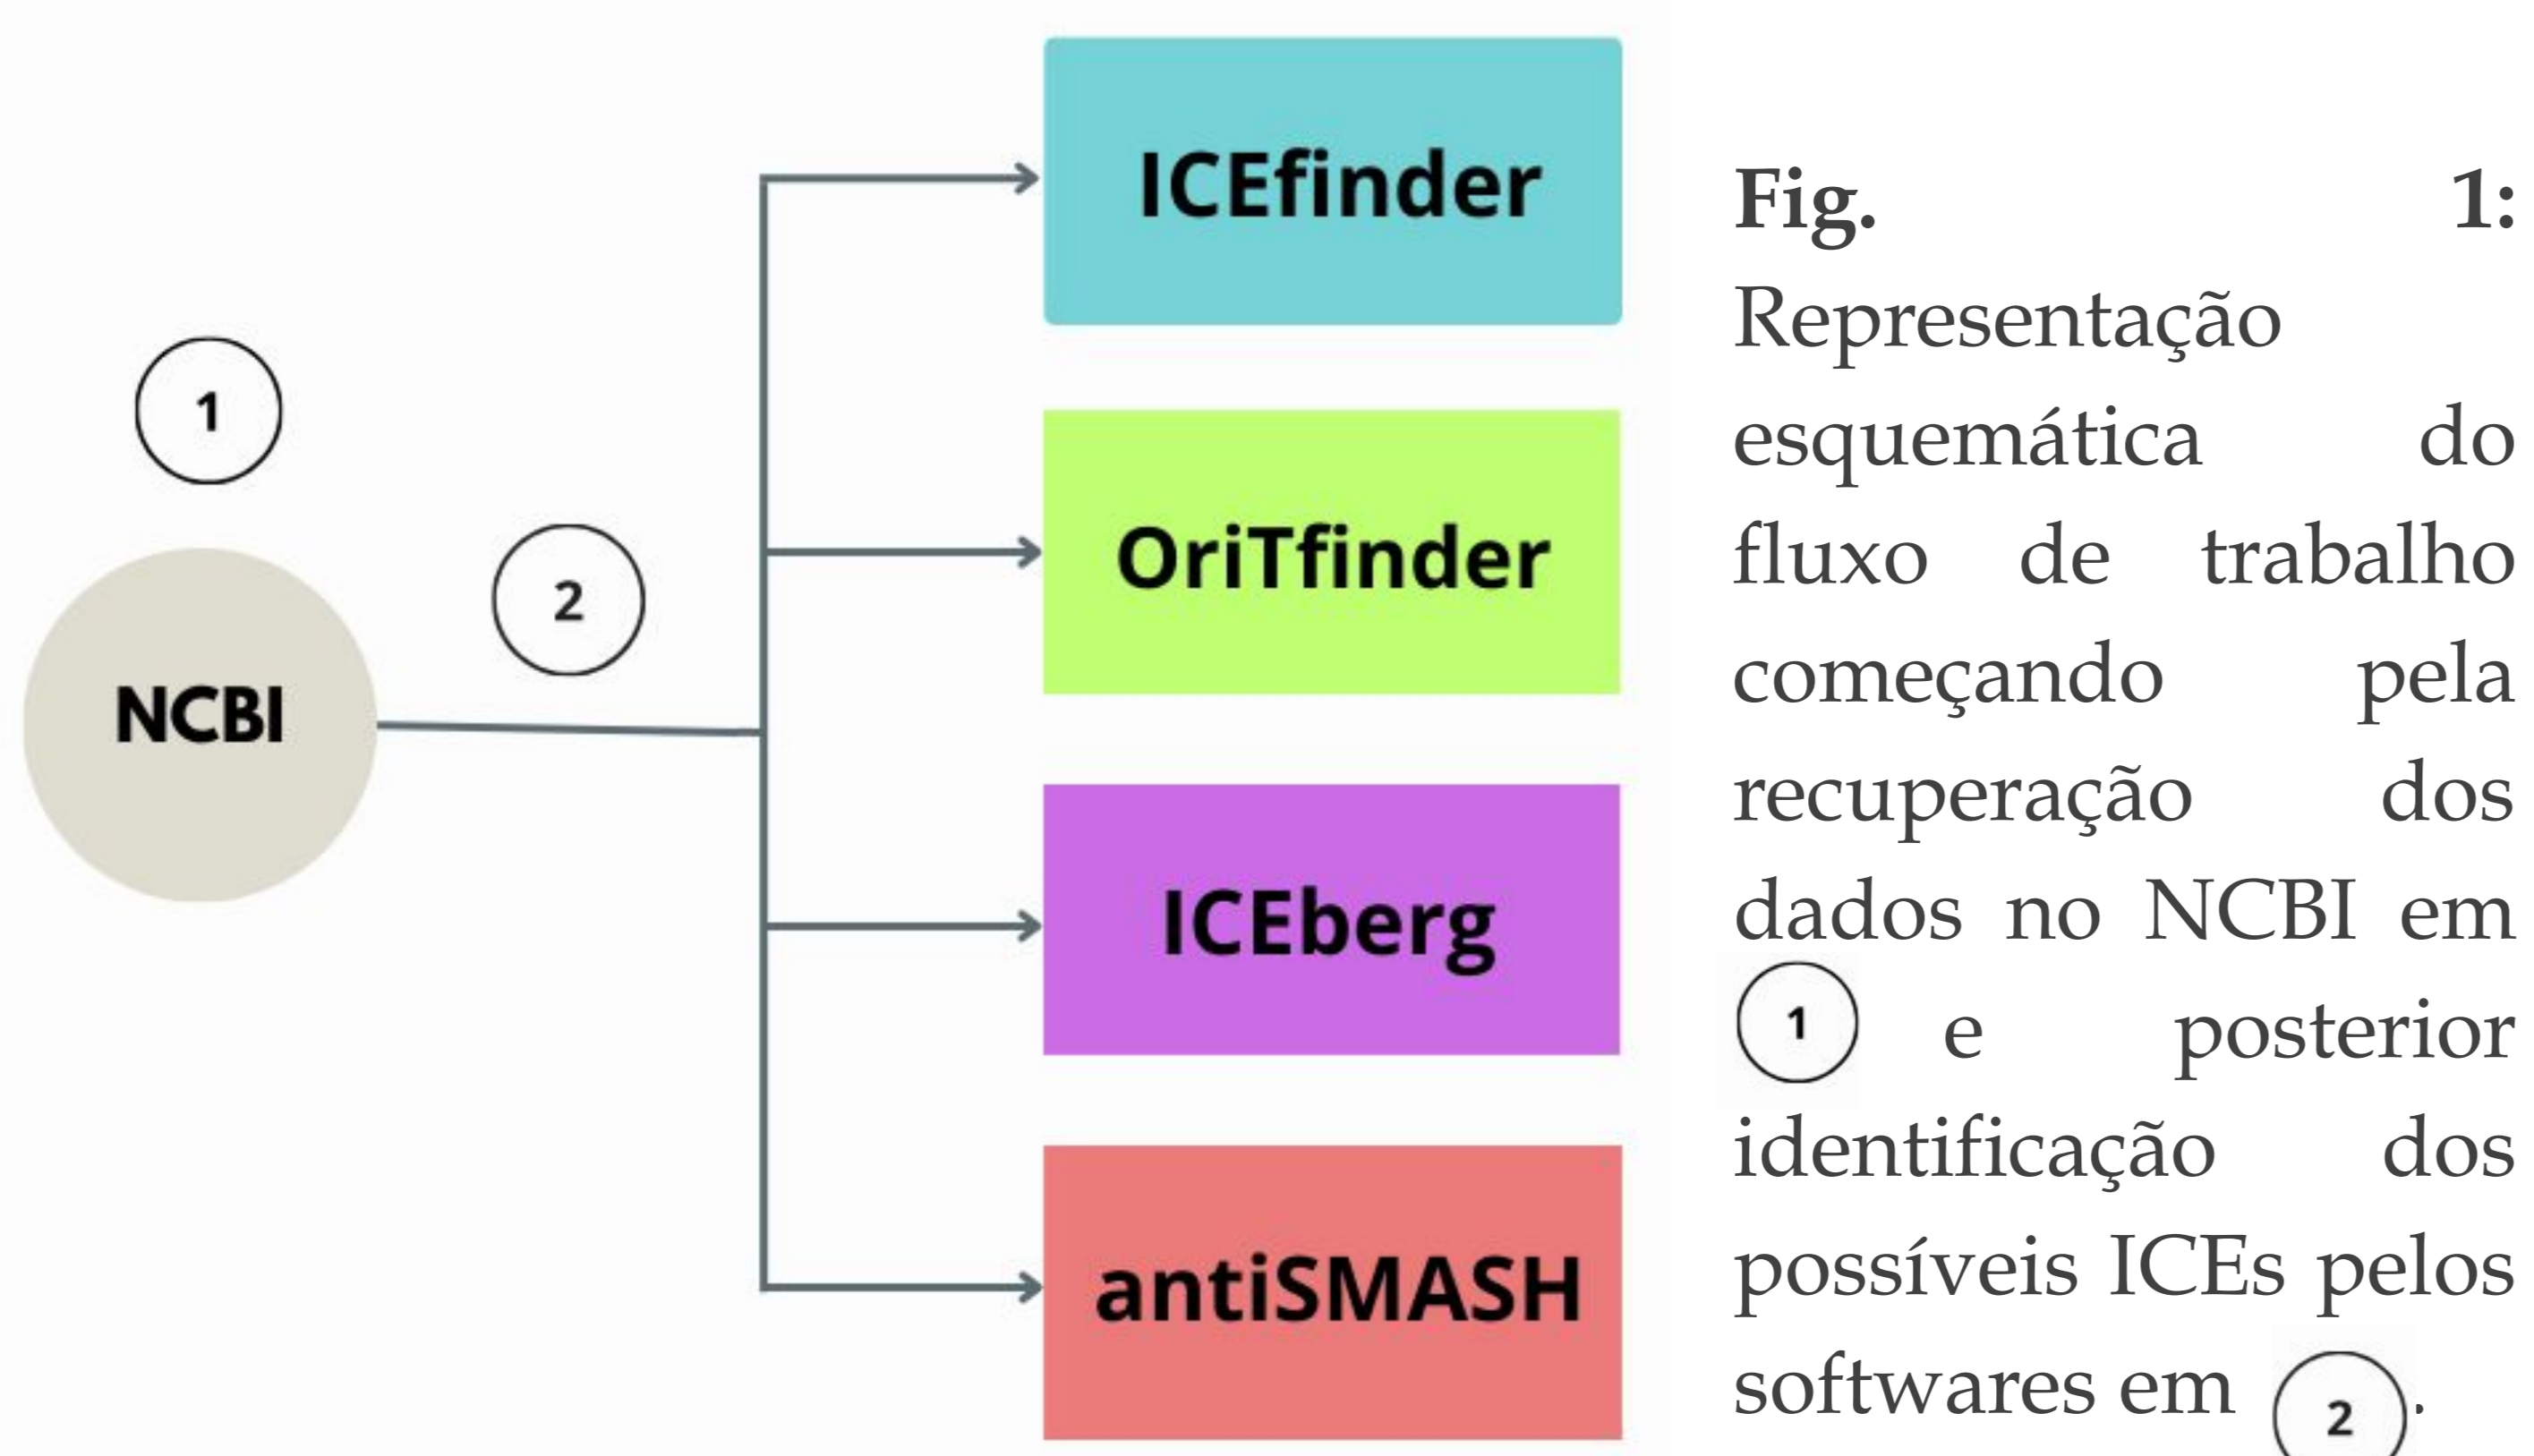 1
NCBI
2
ICEfinder
OriTfinder
ICEberg
antiSMASH
Fig. 1:
Representação
esquemática do
fluxo de trabalho
começando pela
recuperação dos
dados no NCBI em
1 e posterior
identificação dos
possíveis ICEs pelos
softwares em 2.